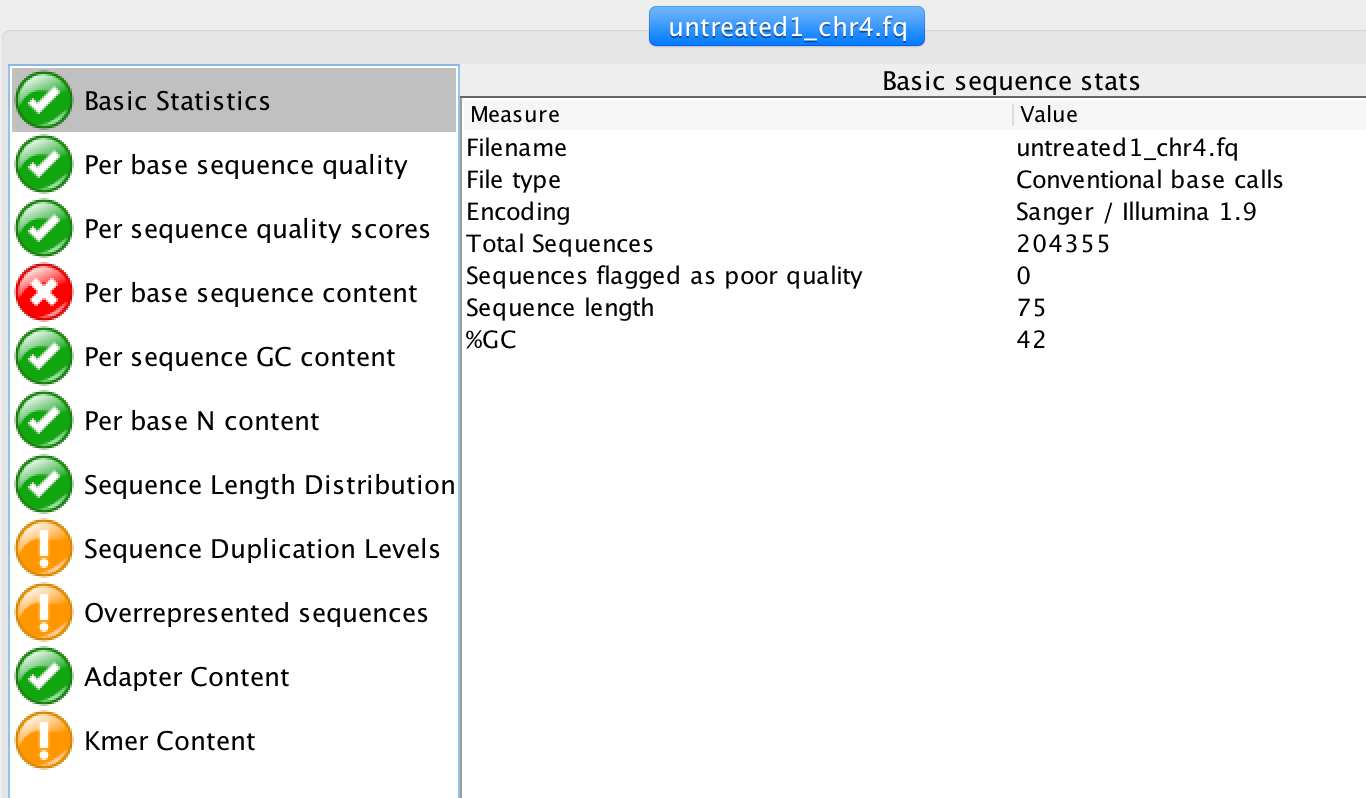 untreated1_chr4.fq
Basic Statistics
Per base sequence quality
Per sequence quality scores
Per base sequence content
Per sequence GC content
Per base N content
Sequence Length Distribution
Sequence Duplication Levels
Overrepresented sequences
Adapter Content
Kmer Content
Basic sequence stats
Measure Value
Filename untreated1_chr4.fq
File type Conventional base calls
Encoding Sanger / Illumina 1.9
Total Sequences 204355
Sequences flagged as poor quality 0
Sequence length 75
%GC 42